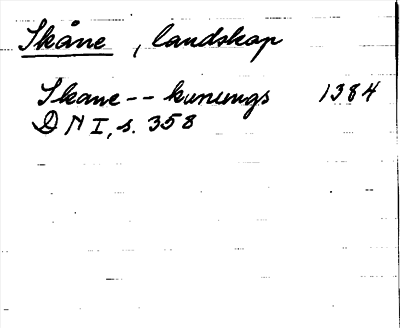 Skåne, landskap
Skane -- kunungs 1384
DN I, s. 358